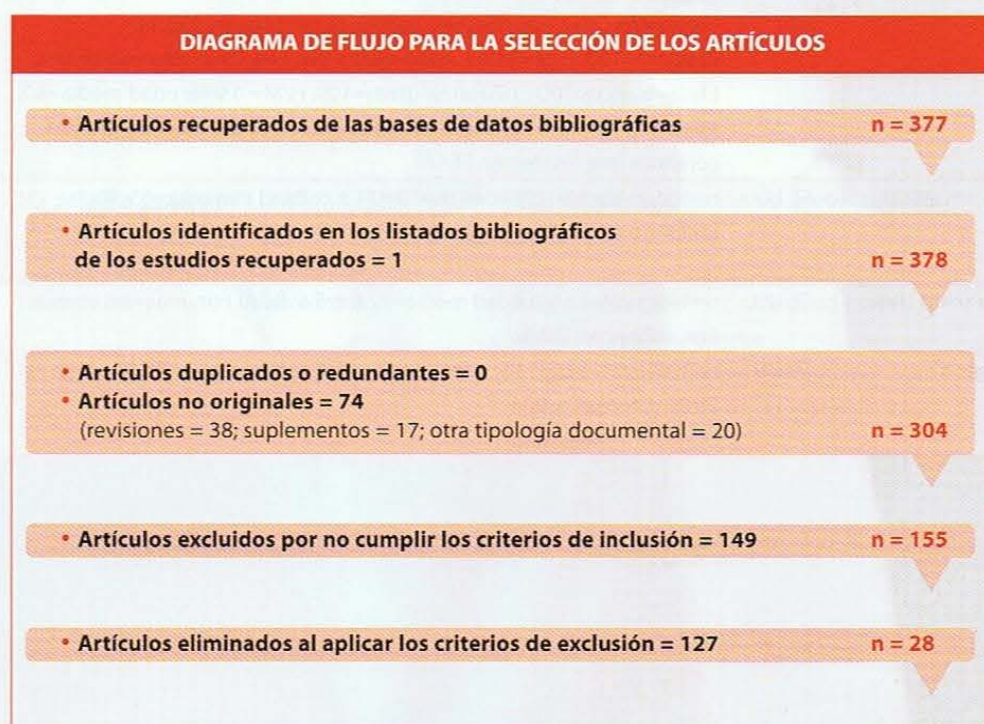 DIAGRAMA DE FLUJO PARA LA SELECCIÓN DE LOS ARTÍCULOS
• Artículos recuperados de las bases de datos bibliográficas n = 377
• Artículos identificados en los listados bibliográficos
de los estudios recuperados = 1 n = 378
• Artículos duplicados o redundantes = 0
• Artículos no originales = 74
(revisiones = 38; suplementos = 17; otra tipología documental = 20) n = 304
• Artículos excluidos por no cumplir los criterios de inclusión = 149 n = 155
• Artículos eliminados al aplicar los criterios de exclusión = 127 n = 28